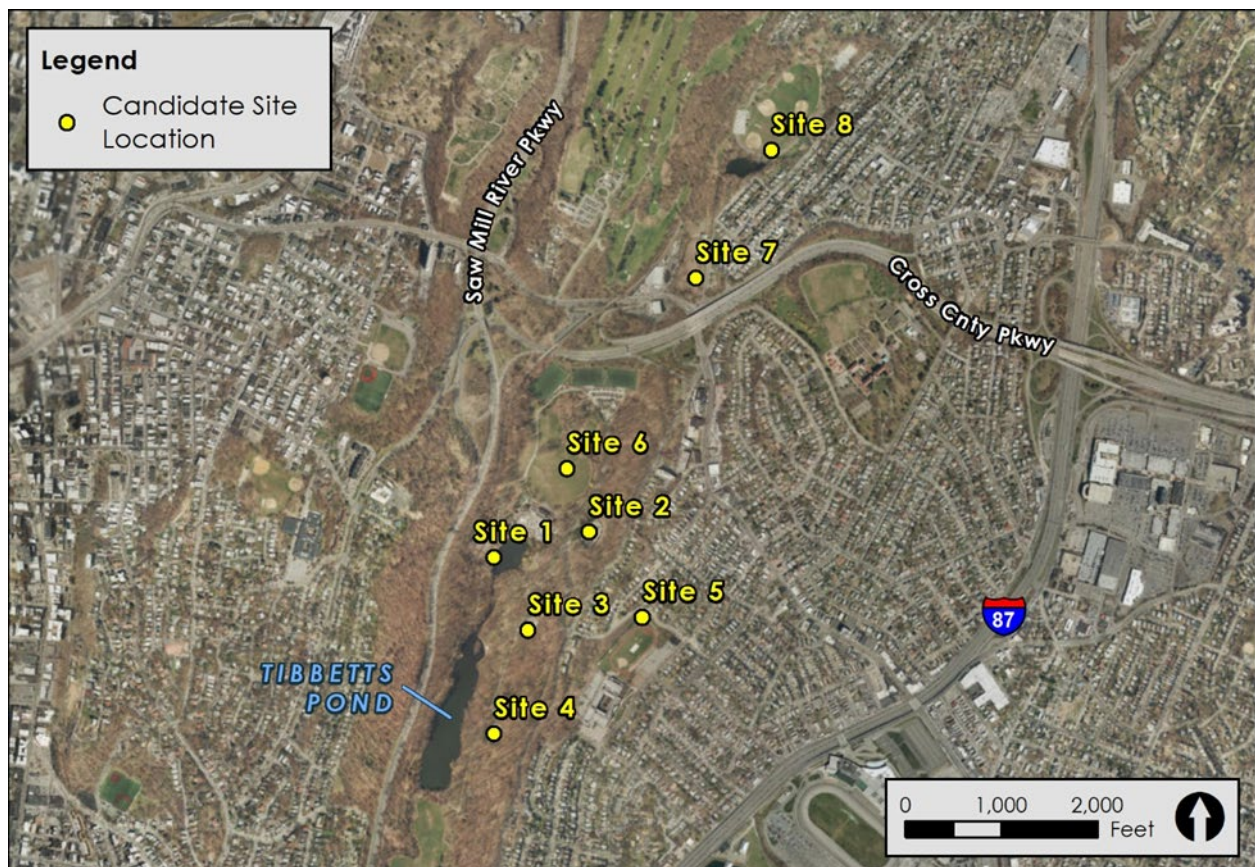 Legend
Candidate Site
Location
Saw Mill River Pkwy
Site 8
Site 7
Cross Cnty Pkwy
Site 6
Site 2
Site 1
Site 3
Site 5
87
TIBBETTS
POND
Site 4
0 1,000 2,000
Feet